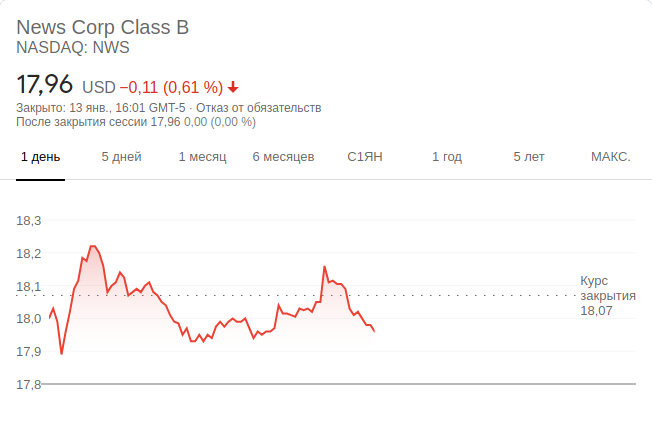 News Corp Class B
NASDAQ: NWS
17,96 USD −0,11 (0,61 %)
Закрыто: 13 янв., 16:01 GMT-5 · Отказ от обязательств
После закрытия сессии 17,96 0,00 (0,00 %)
1 день 5 дней 1 месяц 6 месяцев С1ЯН 1 год 5 лет МАКС.
18,3
18,2
18,1
18,0
17,9
17,8
Курс
закрытия
18,07